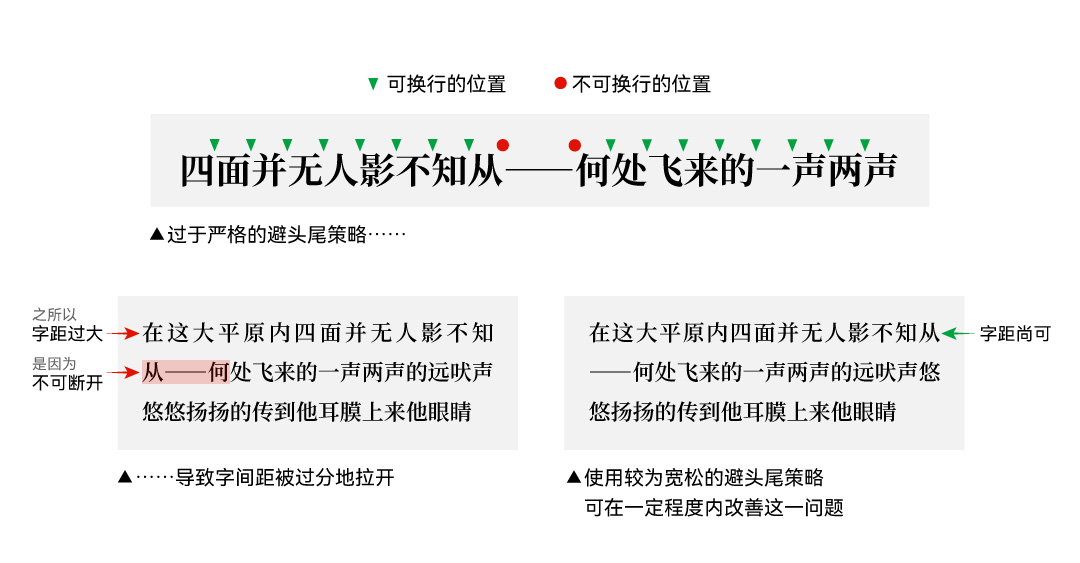 可换行的位置 不可换行的位置
四面并无人影不知从——何处飞来的一声两声
▲过于严格的避头尾策略……
之所以
字距过大
是因为
不可断开
在这大平原内四面并无人影不知
从——何处飞来的一声两声的远吠声
悠悠扬扬的传到他耳膜上来他眼睛
▲……导致字间距被过分地拉开
在这大平原内四面并无人影不知从
——何处飞来的一声两声的远吠声悠
悠扬扬的传到他耳膜上来他眼睛
字距尚可
▲使用较为宽松的避头尾策略
可在一定程度内改善这一问题